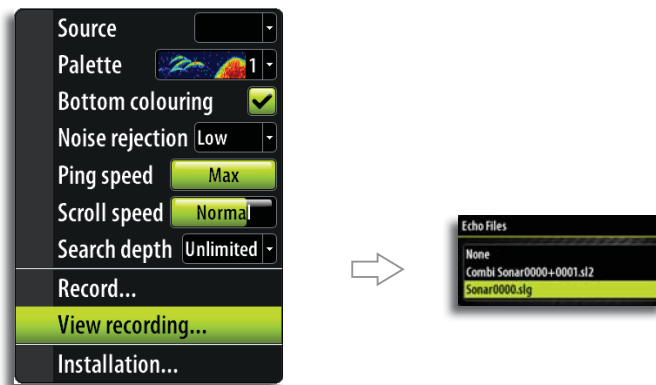 Source
Palette 1
Bottom colouring
Noise rejection Low
Ping speed Max
Scroll speed Normal
Search depth Unlimited
Record...
View recording...
Installation...
Echo Files
None
Combi Sonar0000+0001.sl2
Sonar0000.slg